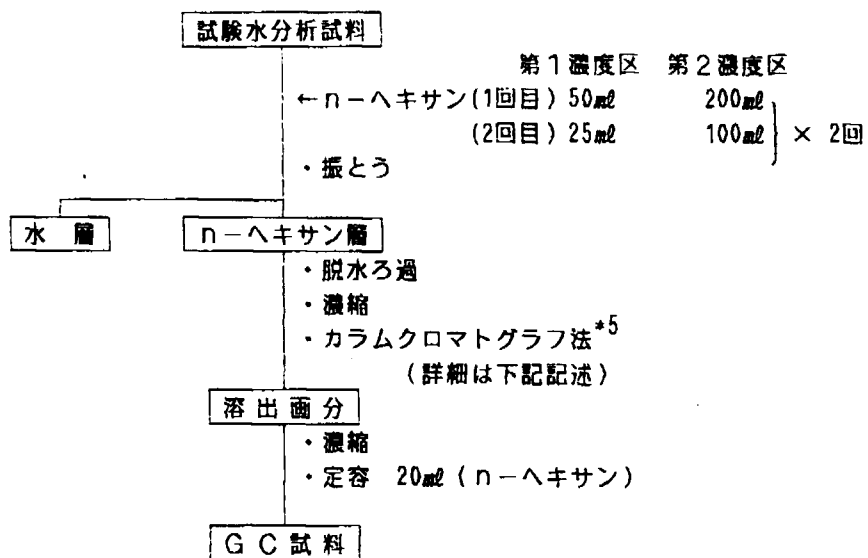 試験水分析試料
第1濃度区 第2濃度区
←n-ヘキサン(1回目) 50ml 200ml
(2回目) 25ml 100ml × 2回
・振とう
水層 n-ヘキサン層
・脱水ろ過
・濃縮
・カラムクロマトグラフ法*5
(詳細は下記記述)
溶出画分
・濃縮
・定容 20ml (n-ヘキサン)
GC試料